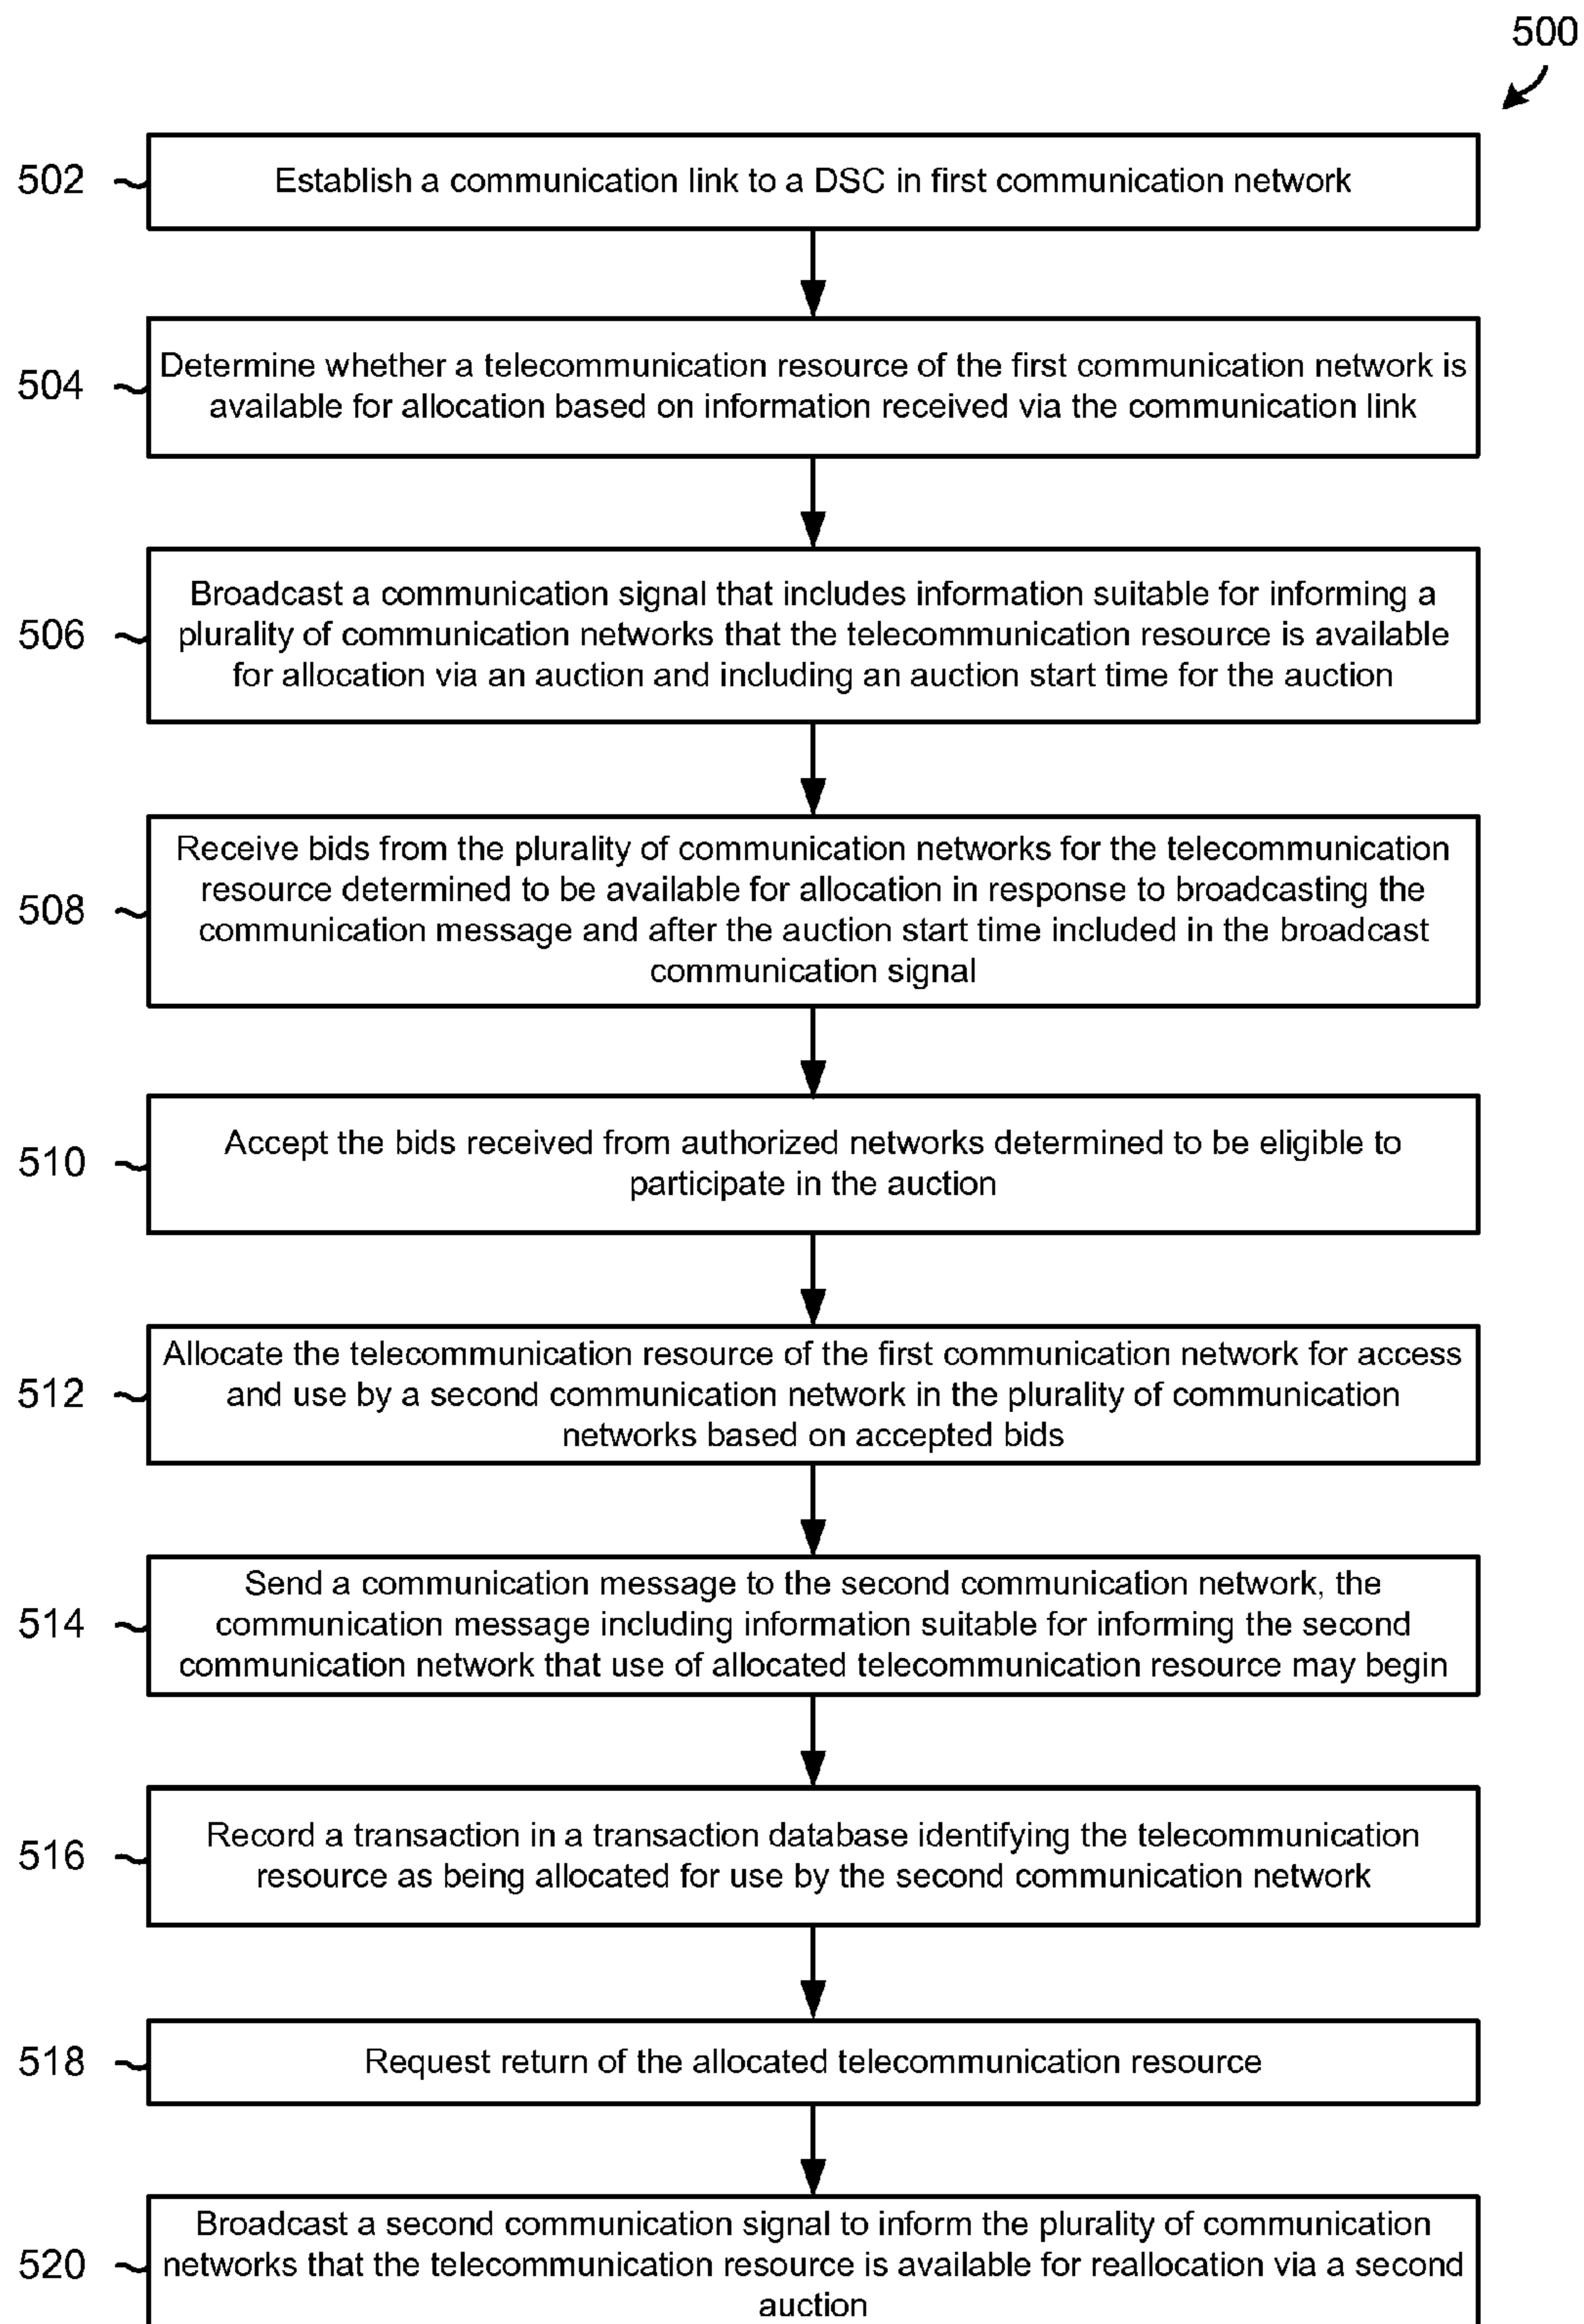 500
502
Establish a communication link to a DSC in first communication network
504
Determine whether a telecommunication resource of the first communication network is
available for allocation based on information received via the communication link
506
Broadcast a communication signal that includes information suitable for informing a
plurality of communication networks that the telecommunication resource is available
for allocation via an auction and including an auction start time for the auction
508
Receive bids from the plurality of communication networks for the telecommunication
resource determined to be available for allocation in response to broadcasting the
communication message and after the auction start time included in the broadcast
communication signal
510
Accept the bids received from authorized networks determined to be eligible to
participate in the auction
512
Allocate the telecommunication resource of the first communication network for access
and use by a second communication network in the plurality of communication
networks based on accepted bids
514
Send a communication message to the second communication network, the
communication message including information suitable for informing the second
communication network that use of allocated telecommunication resource may begin
516
Record a transaction in a transaction database identifying the telecommunication
resource as being allocated for use by the second communication network
518
Request return of the allocated telecommunication resource
520
Broadcast a second communication signal to inform the plurality of communication
networks that the telecommunication resource is available for reallocation via a second
auction